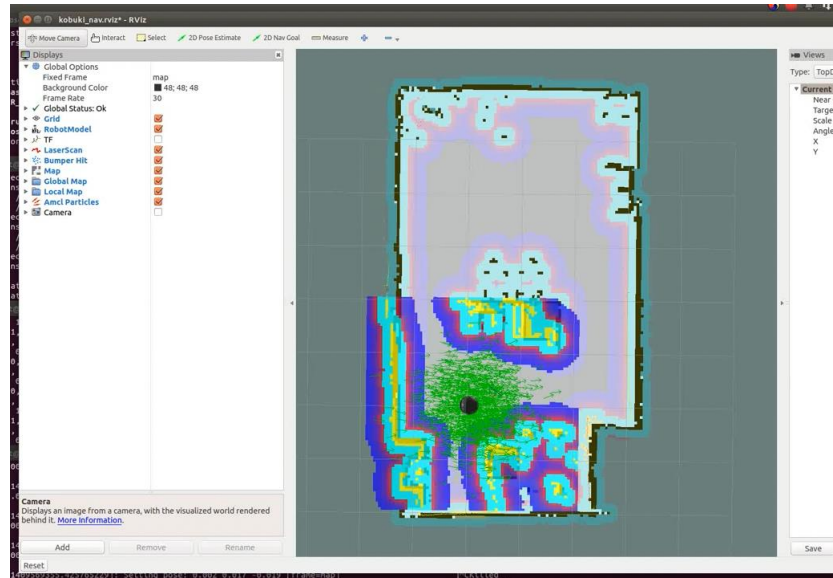 kobuki_nav.rviz* - RViz
Move Camera Interact Select 2D Pose Estimate 2D Nav Goal Measure
Displays
Global Options
Fixed Frame map
Background Color 48; 48; 48
Frame Rate 30
Global Status: Ok
Grid
RobotModel
TF
LaserScan
Bumper Hit
Map
Global Map
Local Map
Amcl Particles
Camera
Camera
Displays an image from a camera, with the visualized world rendered
behind it. More Information.
Add Remove Rename
Reset
Views
Type: TopD
Current
Near
Targe
Scale
Angle
X
Y
Save